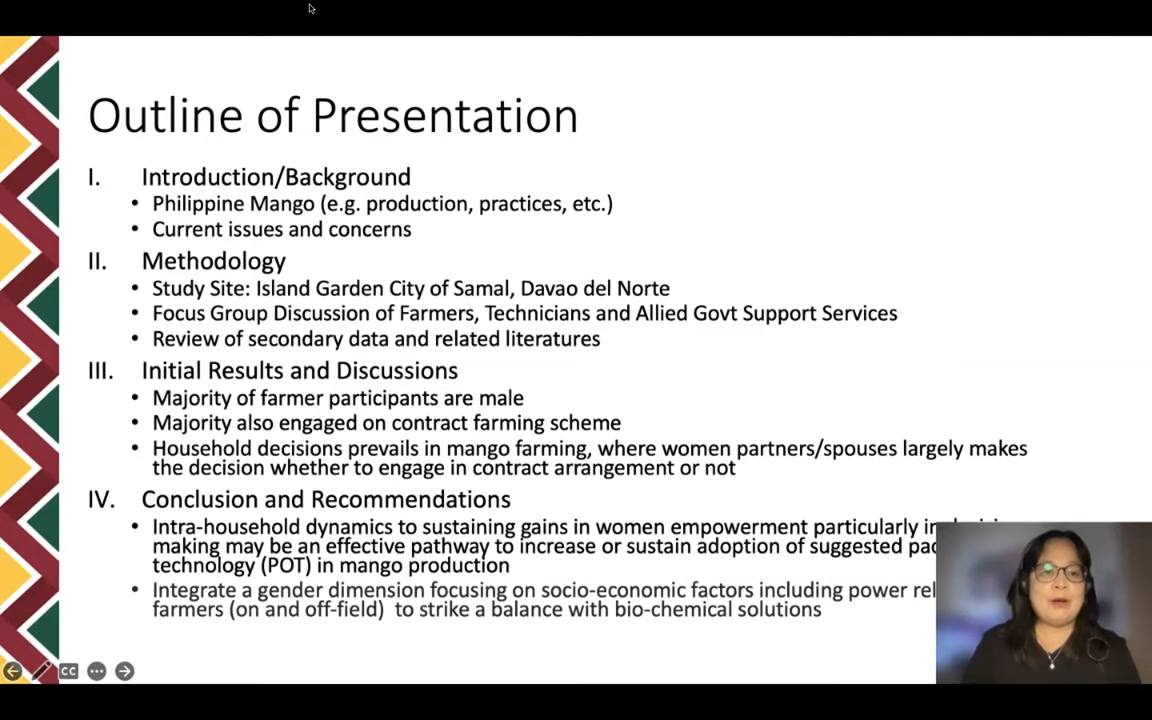 Outline of Presentation
I. Introduction/Background
• Philippine Mango (e.g. production, practices, etc.)
• Current issues and concerns
II. Methodology
• Study Site: Island Garden City of Samal, Davao del Norte
• Focus Group Discussion of Farmers, Technicians and Allied Govt Support Services
• Review of secondary data and related literatures
III. Initial Results and Discussions
• Majority of farmer participants are male
• Majority also engaged on contract farming scheme
• Household decisions prevails in mango farming, where women partners/spouses largely makes
the decision whether to engage in contract arrangement or not
IV. Conclusion and Recommendations
• Intra-household dynamics to sustaining gains in women empowerment particularly
making may be an effective pathway to increase or sustain adoption of suggested
technology (POT) in mango production
• Integrate a gender dimension focusing on socio-economic factors including power
farmers (on and off-field) to strike a balance with bio-chemical solutions
CC